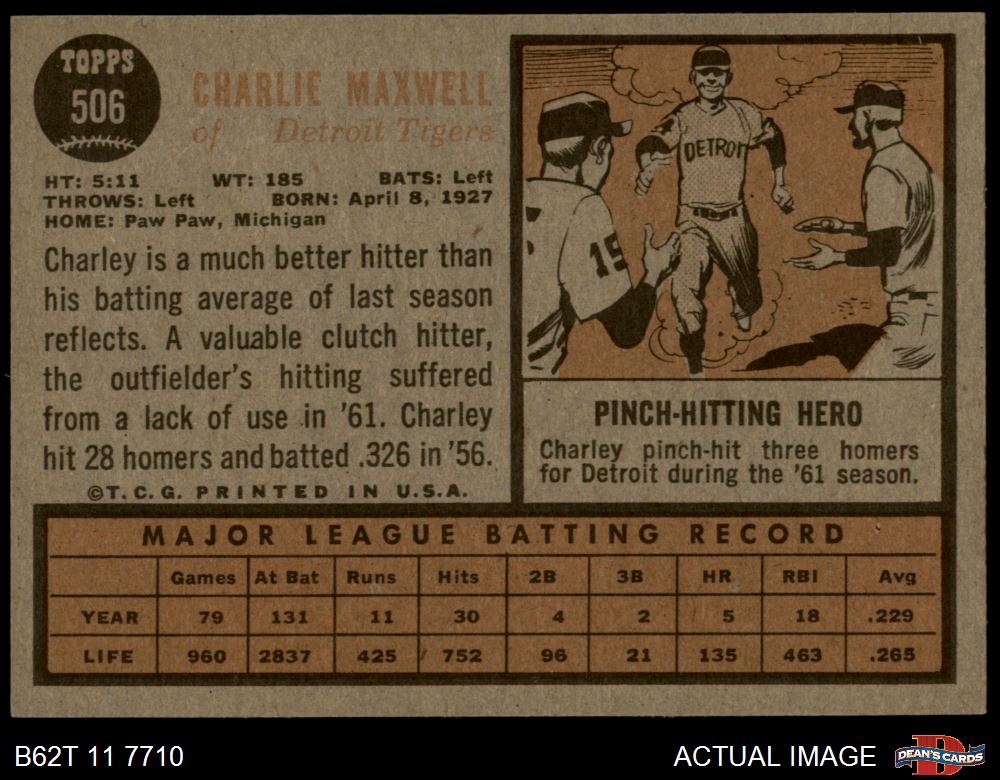 TOPPS
506
CHARLIE MAXWELL
of Detroit Tigers
HT: 5:11 WT: 185 BATS: Left
THROWS: Left BORN: April 8, 1927
HOME: Paw Paw, Michigan
Charley is a much better hitter than
his batting average of last season
reflects. A valuable clutch hitter,
the outfielder's hitting suffered
from a lack of use in '61. Charley
hit 28 homers and batted .326 in '56.
©T.C.G. PRINTED IN U.S.A.
DETROIT
15
PINCH-HITTING HERO
Charley pinch-hit three homers
for Detroit during the '61 season.
MAJOR LEAGUE BATTING RECORD
Games At Bat Runs Hits 2B 3B HR RBI Avg
YEAR 79 131 11 30 4 2 5 18 .229
LIFE 960 2837 425 752 96 21 135 463 .265
B62T 11 7710 ACTUAL IMAGE
D
DEAN'S CARDS